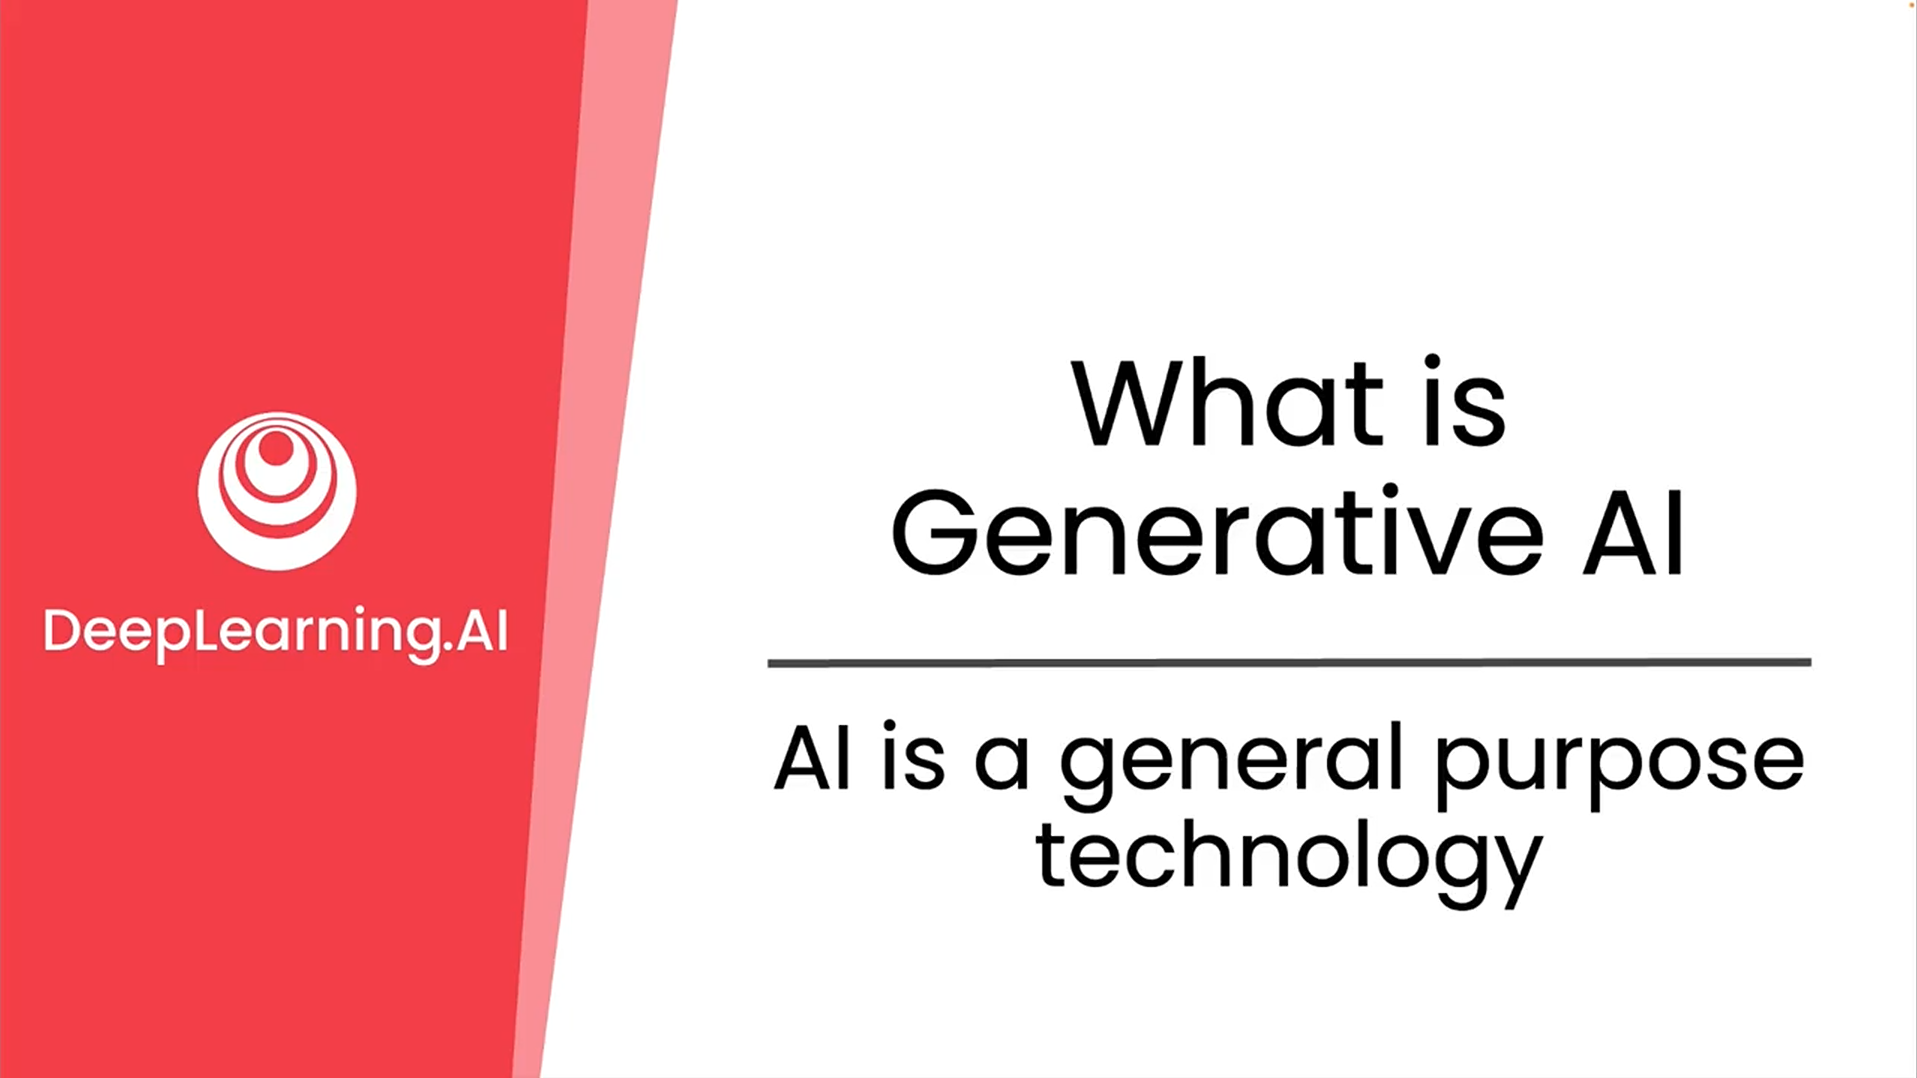 DeepLearning.AI
What is
Generative AI
AI is a general purpose
technology